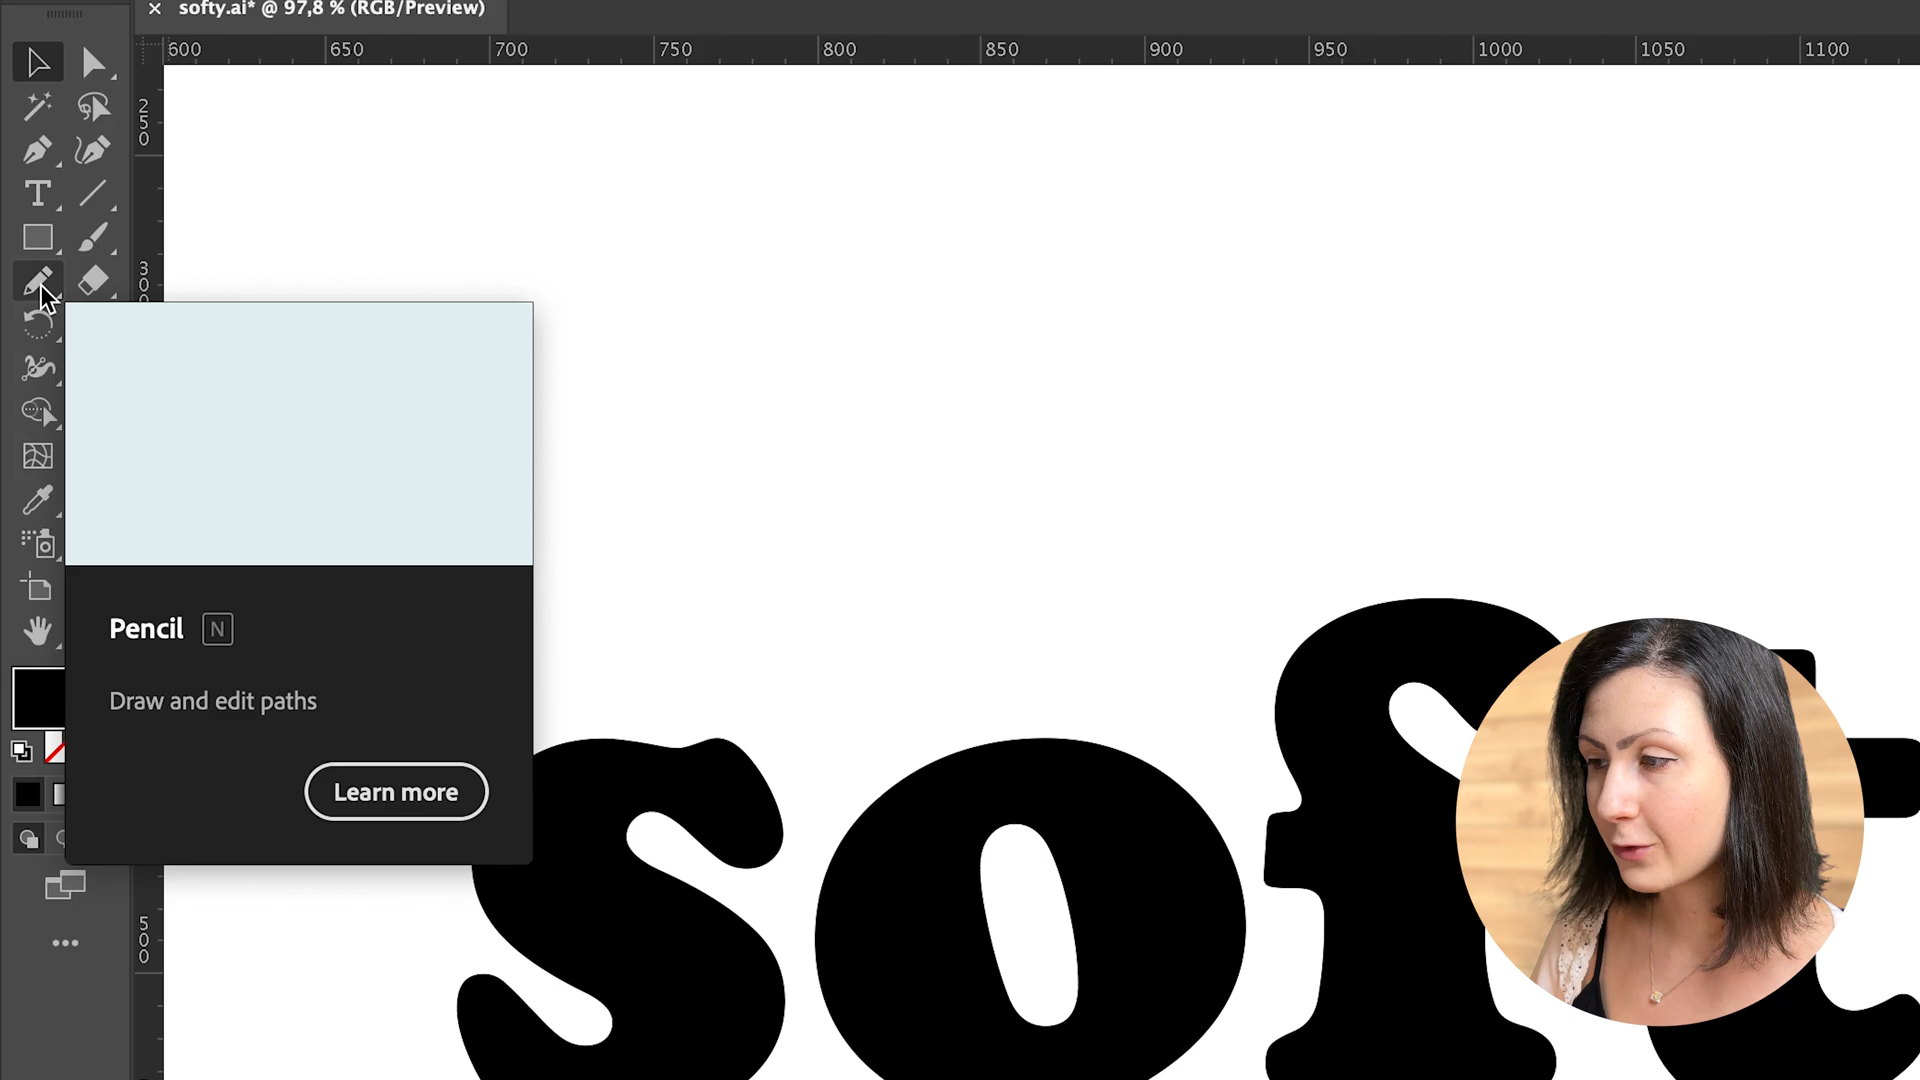 × softy.ai* @ 97,8 % (RGB/Preview)
600 650 700 750 800 850 900 950 1000 1050 1100
250
30
T
Pencil N
Draw and edit paths
Learn more
500
soft